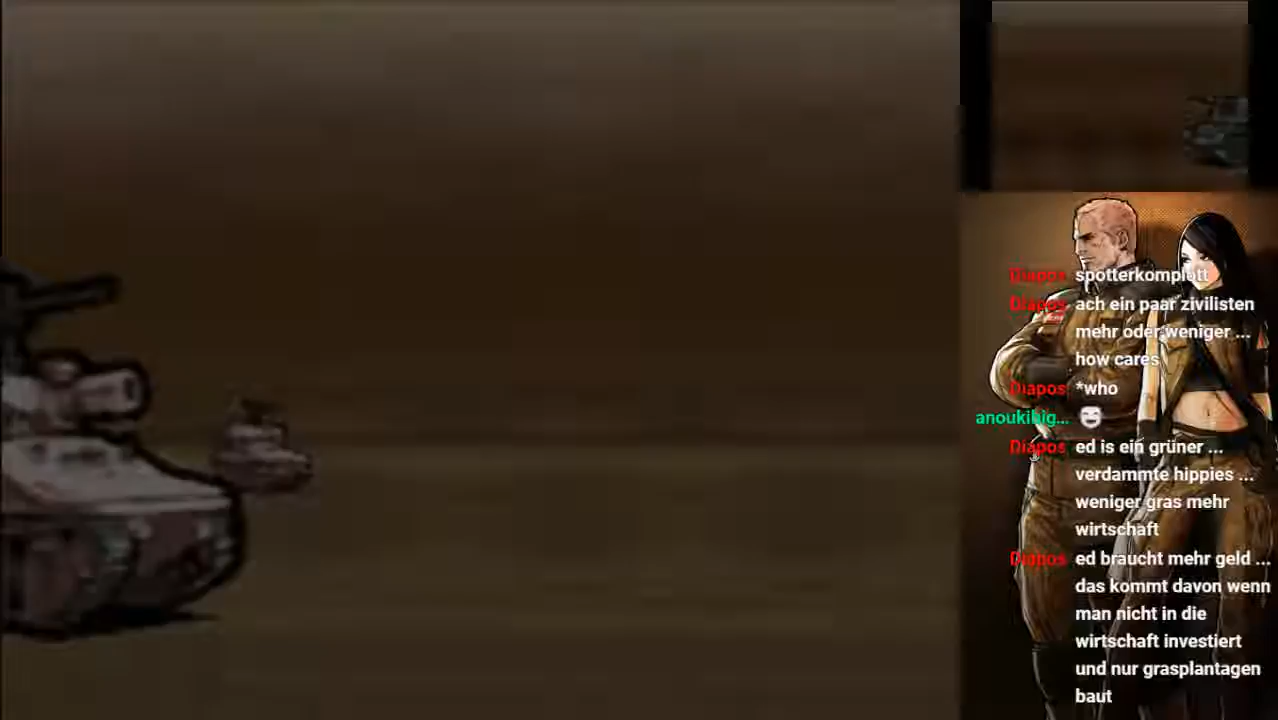 Diapos spotterkomplott
Diapos ach ein paar zivilisten
mehr oder weniger ...
how cares
Diapos *who
anoukibig...
Diapos ed is ein grüner ...
verdammte hippies ...
weniger gras mehr
wirtschaft
Diapos ed braucht mehr geld ...
das kommt davon wenn
man nicht in die
wirtschaft investiert
und nur grasplantagen
baut